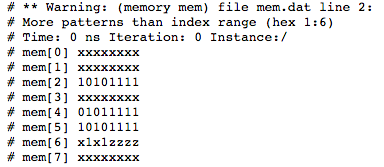 # ** Warning: (memory mem) file mem.dat line 2:
# More patterns than index range (hex 1:6)
# Time: 0 ns Iteration: 0 Instance:/
# mem[0] xxxxxxxx
# mem[1] xxxxxxxx
# mem[2] 10101111
# mem[3] xxxxxxxx
# mem[4] 01011111
# mem[5] 10101111
# mem[6] x1x1zzzz
# mem[7] xxxxxxxx